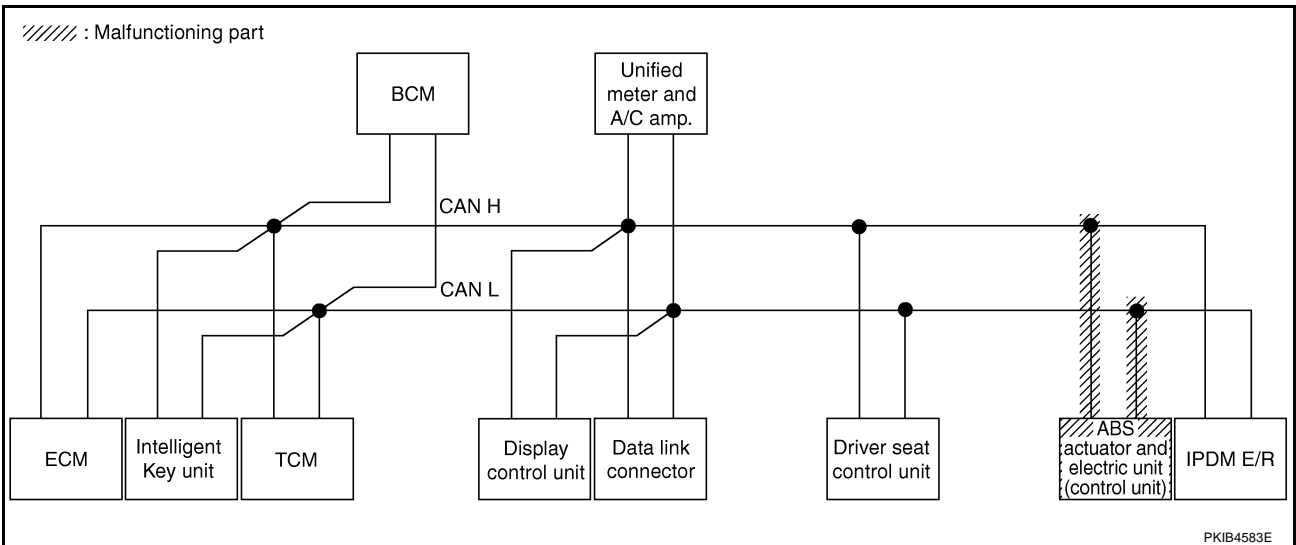 : Malfunctioning part
BCM
Unified
meter and
A/C amp.
CAN H
CAN L
ECM
Intelligent
Key unit
TCM
Display
control unit
Data link
connector
Driver seat
control unit
ABS
actuator and
electric unit
(control unit)
IPDM E/R
PKIB4583E